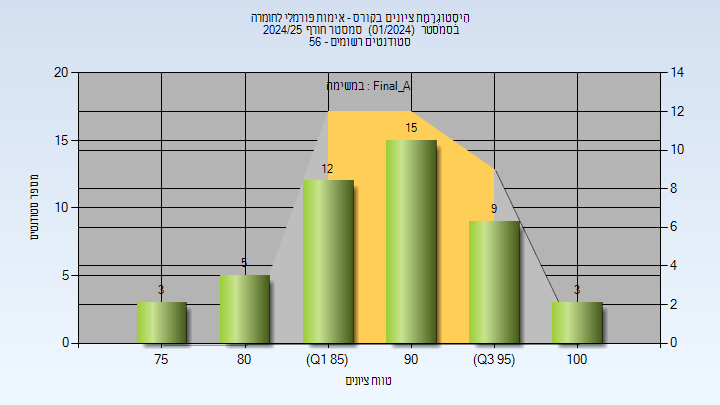 היסטוגרמת ציונים בקורס - אימות פורמלי לחומרה
בסמסטר (01/2024) סמסטר חורף 2024/25
סטודנטים רשומים - 56
במשימה : Final_A
מספר סטודנטים
20
15
10
5
0
14
12
10
8
6
4
2
0
3
5
12
15
9
3
75
80
(Q1 85)
90
(Q3 95)
100
טווח ציונים